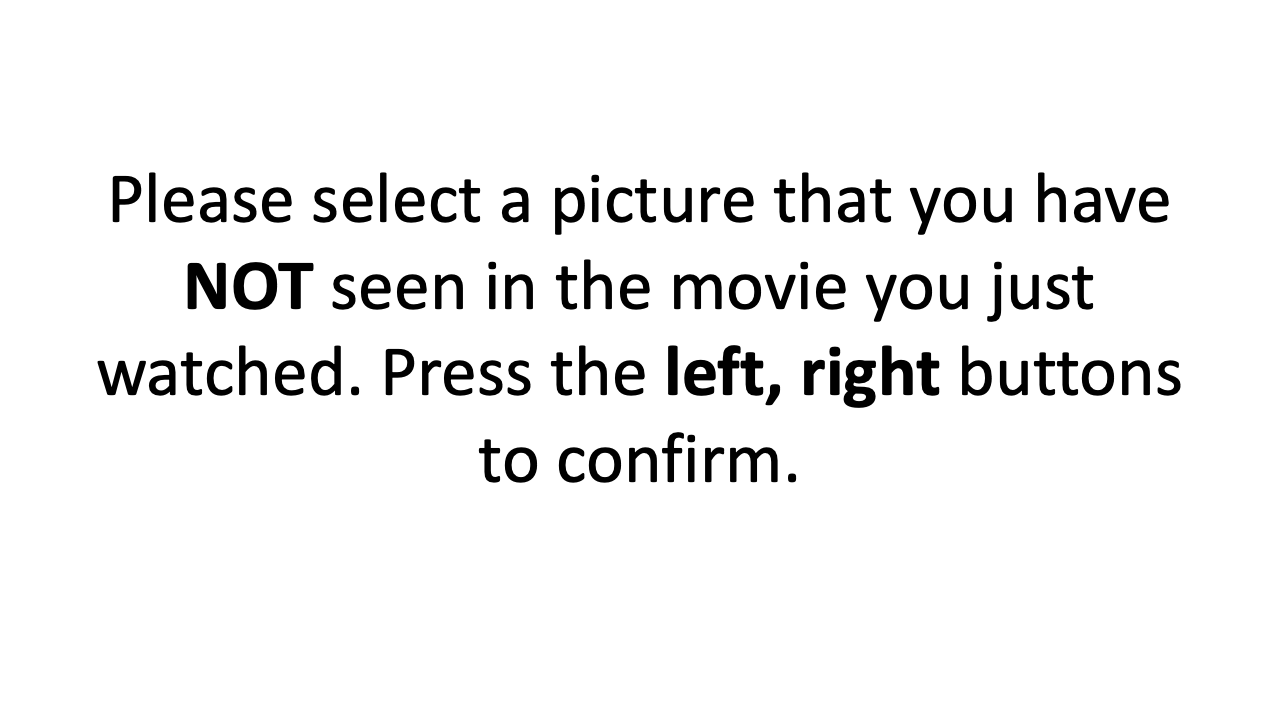 Please select a picture that you have
NOT seen in the movie you just
watched. Press the left, right buttons
to confirm.